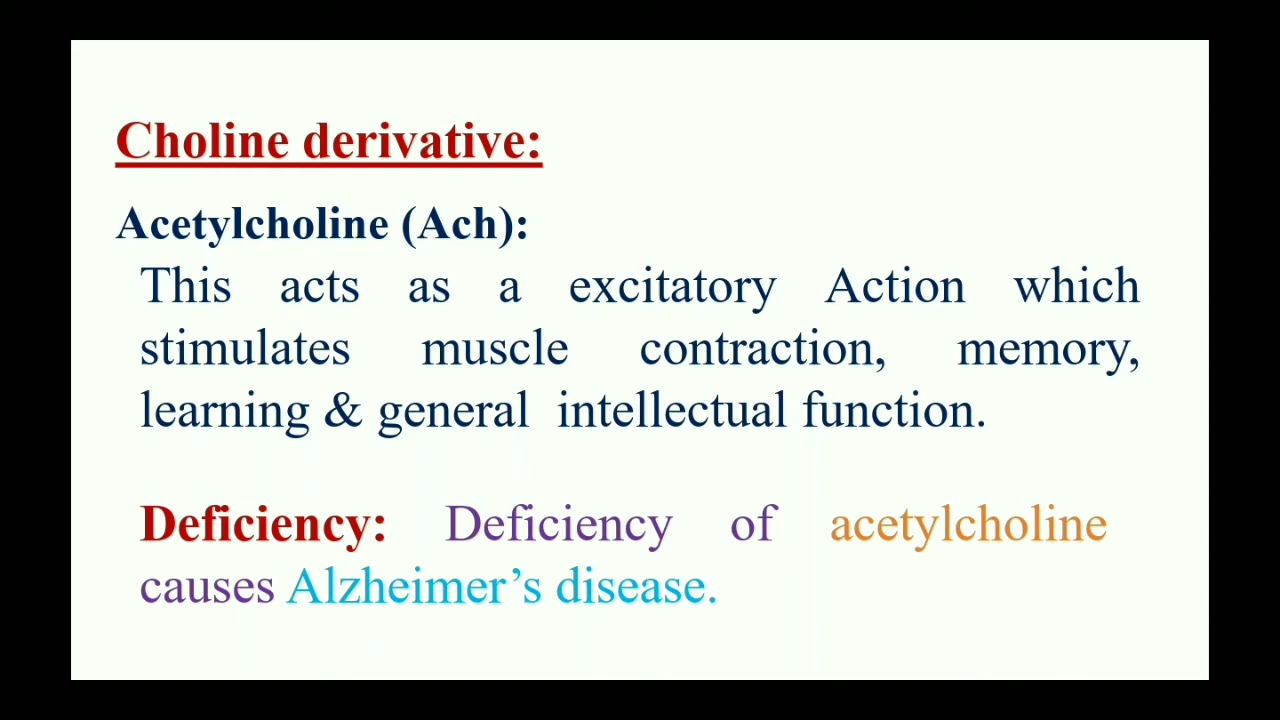 Choline derivative:
Acetylcholine (Ach):
This acts as a excitatory Action which
stimulates muscle contraction, memory,
learning & general intellectual function.
Deficiency: Deficiency of acetylcholine
causes Alzheimer’s disease.